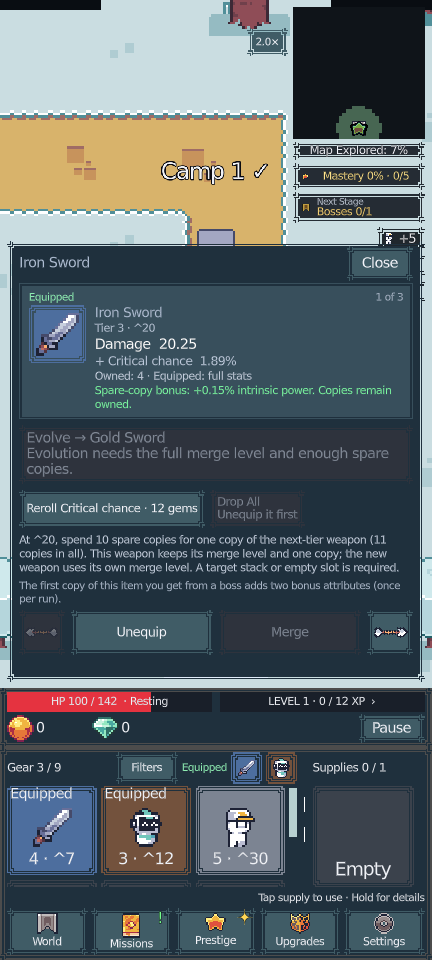 2.0×
Map Explored: 7%
Mastery 0% · 0/5
Camp 1 ✓
Next Stage
Bosses 0/1
+5
Iron Sword
Close
Equipped
1 of 3
Iron Sword
Tier 3 · ^20
Damage 20.25
+ Critical chance 1.89%
Owned: 4 · Equipped: full stats
Spare-copy bonus: +0.15% intrinsic power. Copies remain
owned.
Evolve → Gold Sword
Evolution needs the full merge level and enough spare
copies.
Reroll Critical chance · 12 gems
Drop All
Unequip it first
At ^20, spend 10 spare copies for one copy of the next-tier weapon (11
copies in all). This weapon keeps its merge level and one copy; the new
weapon uses its own merge level. A target stack or empty slot is required.
The first copy of this item you get from a boss adds two bonus attributes (once
per run).
Unequip
Merge
HP 100 / 142 · Resting
LEVEL 1 · 0 / 12 XP ›
0
0
Pause
Gear 3 / 9
Filters
Equipped
Supplies 0 / 1
Equipped
Equipped
4 · ^7
3 · ^12
5 · ^30
Empty
Tap supply to use · Hold for details
World
Missions
!
Prestige
Upgrades
Settings